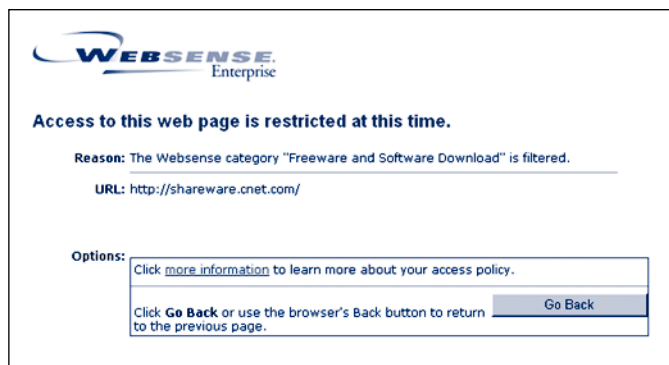 WEBSENSE.
Enterprise
Access to this web page is restricted at this time.
Reason: The Websense category "Freeware and Software Download" is filtered.
URL: http://shareware.cnet.com/
Options:
Click more information to learn more about your access policy.
Click Go Back or use the browser's Back button to return
to the previous page.
Go Back